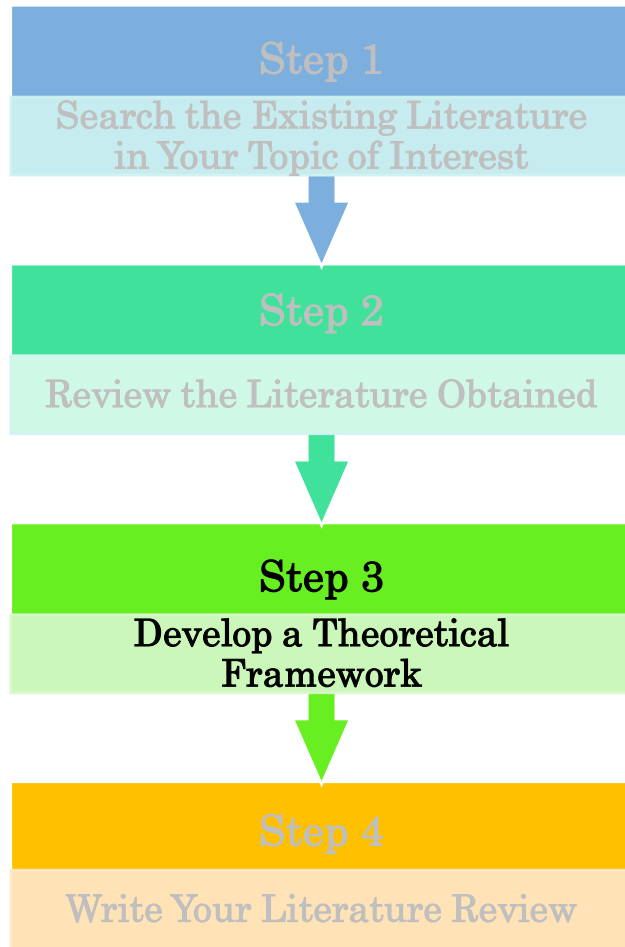 Step 1
Search the Existing Literature
in Your Topic of Interest
Step 2
Review the Literature Obtained
Step 3
Develop a Theoretical
Framework
Step 4
Write Your Literature Review